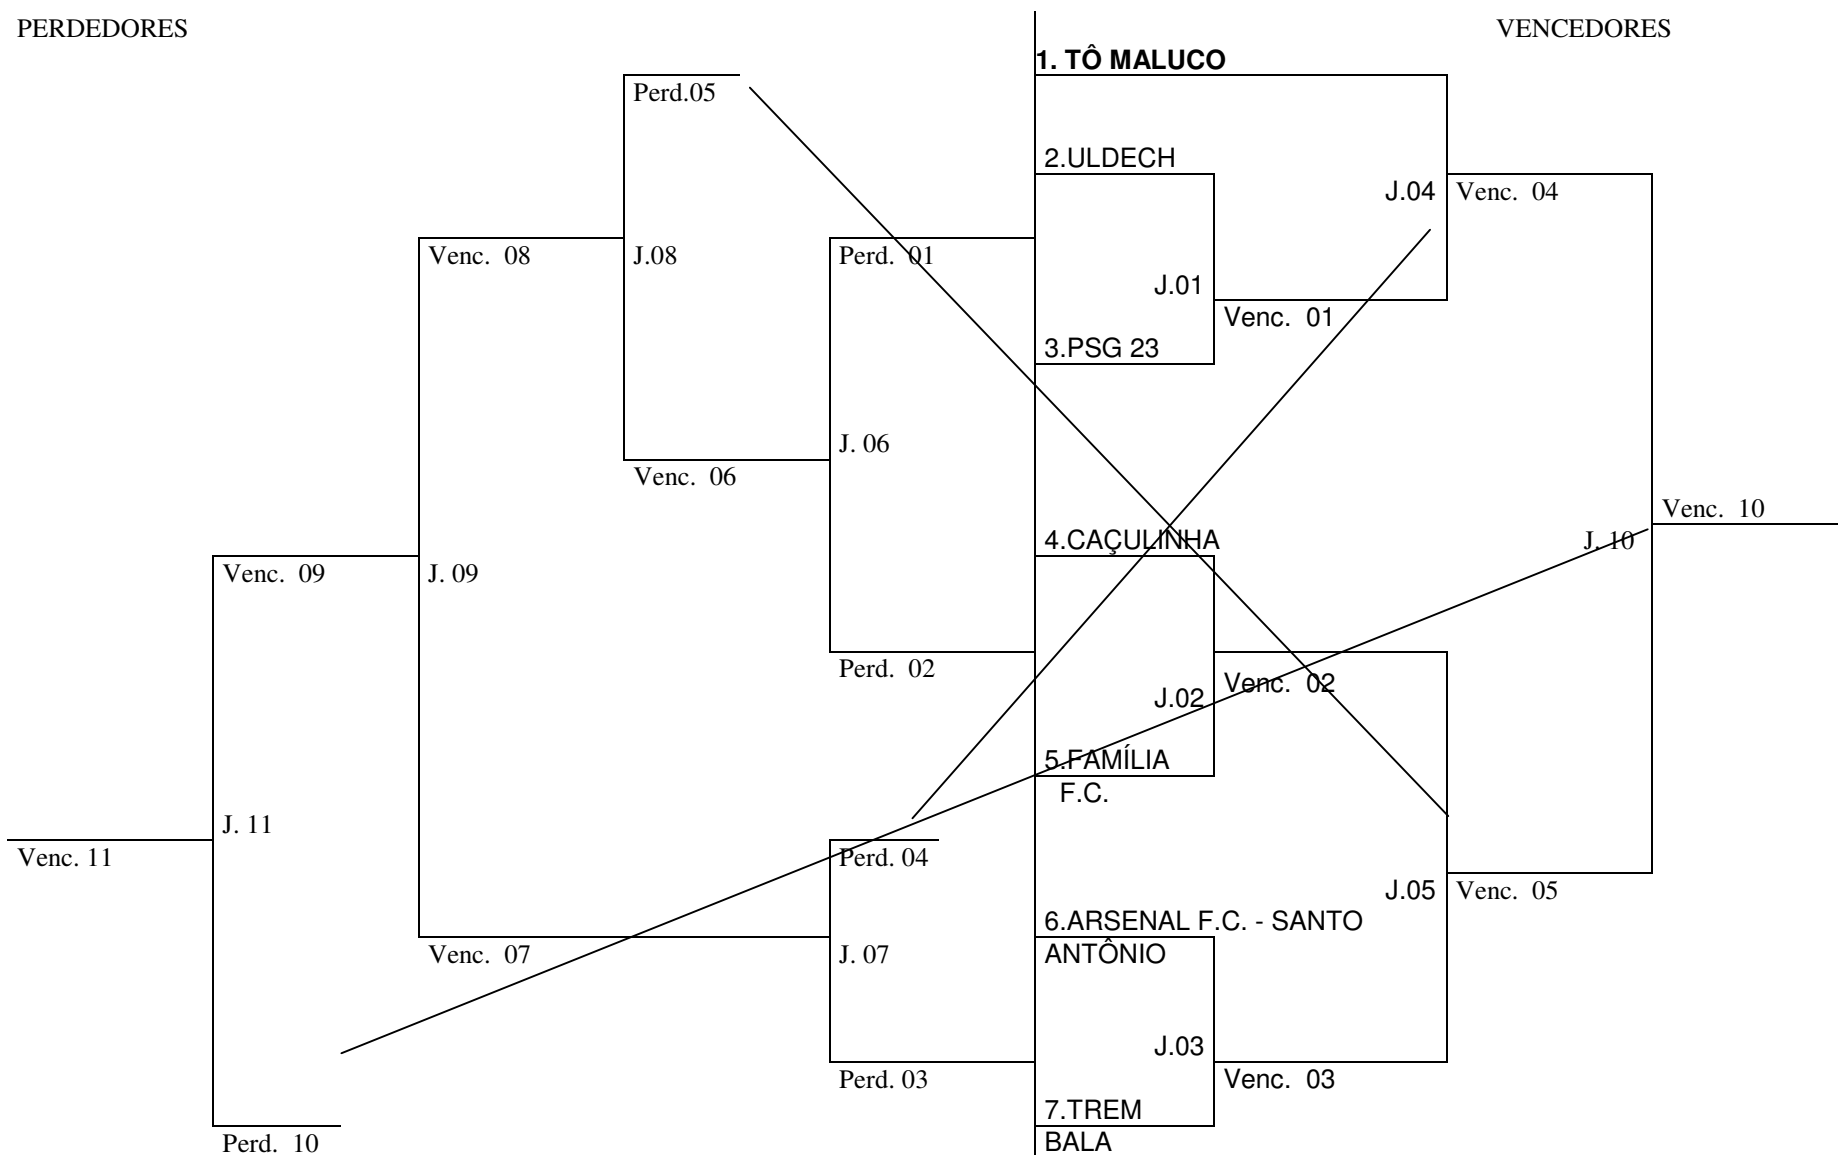 PERDEDORES
VENCEDORES
1. TÔ MALUCO
Perd.05
2.ULDECH
J.04
Venc. 04
Venc. 08
J.08
Perd. 01
J.01
Venc. 01
3.PSG 23
J. 06
Venc. 06
Venc. 10
4.CAÇULINHA
J. 10
Venc. 09
J. 09
Perd. 02
Venc. 02
J.02
5.FAMÍLIA
F.C.
J. 11
Venc. 11
Perd. 04
J.05
Venc. 05
6.ARSENAL F.C. - SANTO
ANTÔNIO
Venc. 07
J. 07
J.03
Perd. 03
Venc. 03
7.TREM
BALA
Perd. 10